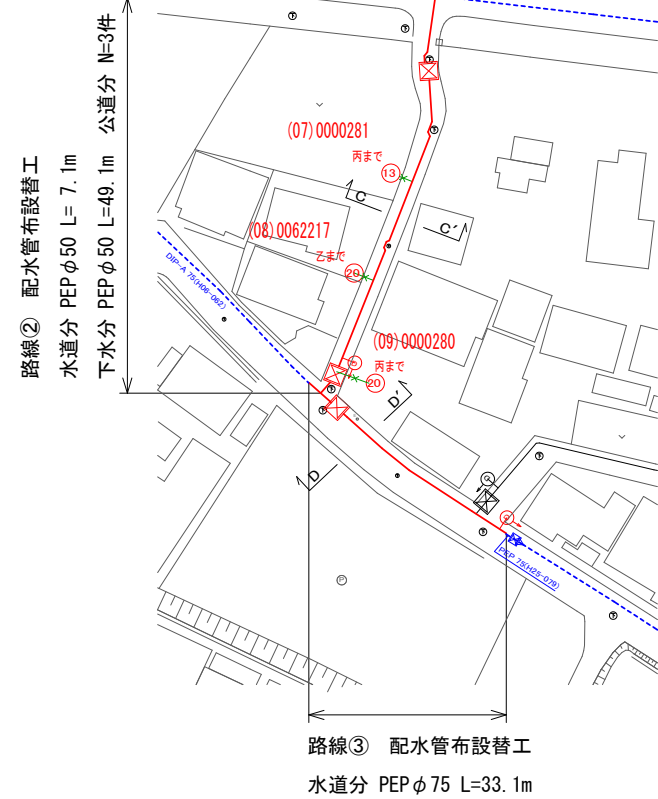 路線② 配水管布設替工
水道分 PEPφ50 L= 7.1m
下水分 PEPφ50 L=49.1m 公道分 N=3件
(07)0000281
丙まで
13
C
C'
(08)0062217
乙まで
20
DIP-A 75(H06-062)
(09)0000280
丙まで
20
D'
D
PEP 75(H25-079)
P
路線③ 配水管布設替工
水道分 PEPφ75 L=33.1m